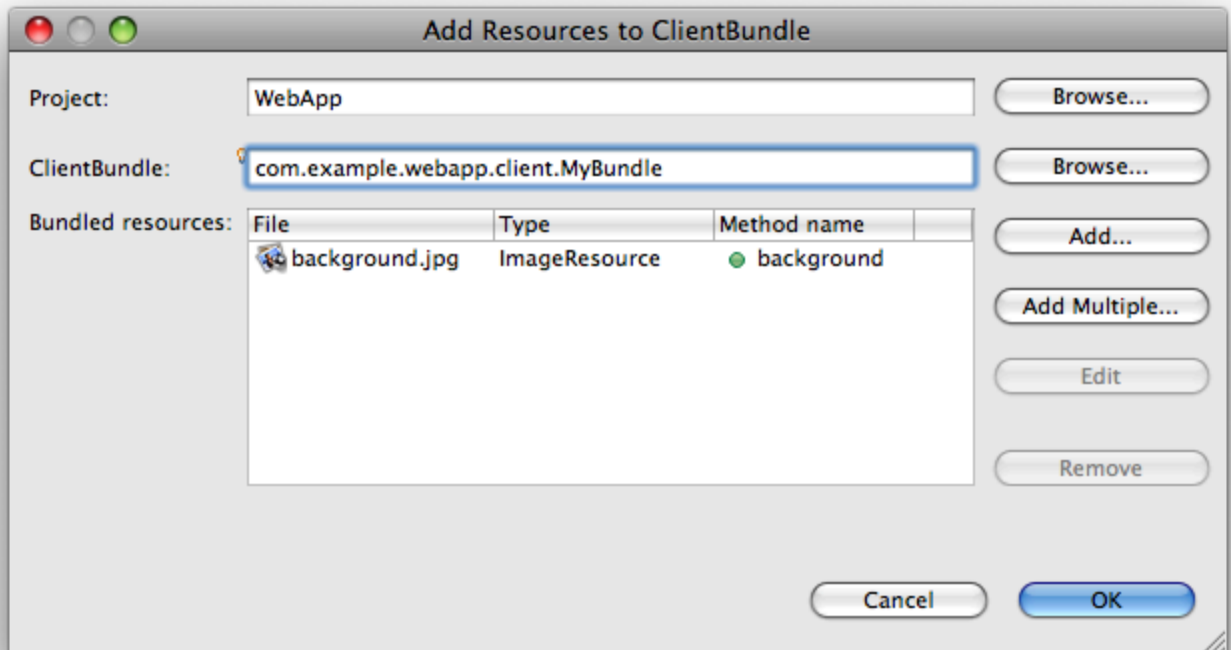 Add Resources to ClientBundle
Project: WebApp Browse...
ClientBundle: com.example.webapp.client.MyBundle Browse...
Bundled resources: File Type Method name
Add...
background.jpg ImageResource background
Add Multiple...
Edit
Remove
Cancel OK